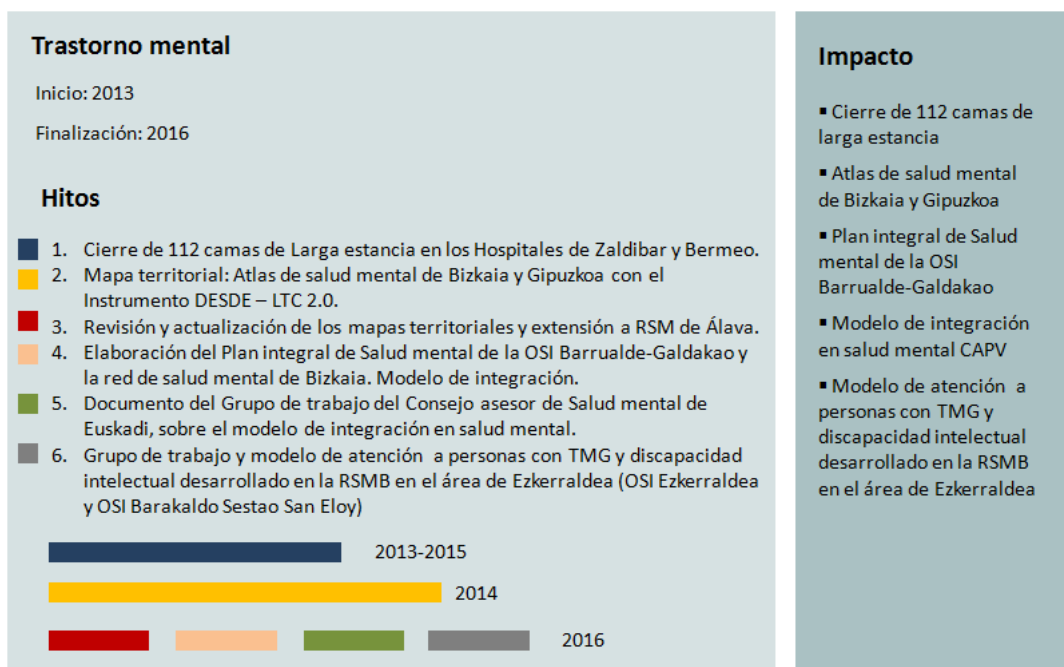 Trastorno mental
Inicio: 2013
Finalización: 2016
Hitos
1. Cierre de 112 camas de Larga estancia en los Hospitales de Zaldibar y Bermeo.
2. Mapa territorial: Atlas de salud mental de Bizkaia y Gipuzkoa con el
Instrumento DESDE – LTC 2.0.
3. Revisión y actualización de los mapas territoriales y extensión a RSM de Álava.
4. Elaboración del Plan integral de Salud mental de la OSI Barrualde-Galdakao y
la red de salud mental de Bizkaia. Modelo de integración.
5. Documento del Grupo de trabajo del Consejo asesor de Salud mental de
Euskadi, sobre el modelo de integración en salud mental.
6. Grupo de trabajo y modelo de atención a personas con TMG y discapacidad
intelectual desarrollado en la RSMB en el área de Ezkerraldea (OSI Ezkerraldea
y OSI Barakaldo Sestao San Eloy)
2013-2015
2014
2016
Impacto
▪ Cierre de 112 camas de
larga estancia
▪ Atlas de salud mental
de Bizkaia y Gipuzkoa
▪ Plan integral de Salud
mental de la OSI
Barrualde-Galdakao
▪ Modelo de integración
en salud mental CAPV
▪ Modelo de atención a
personas con TMG y
discapacidad intelectual
desarrollado en la RSMB
en el área de Ezkerraldea